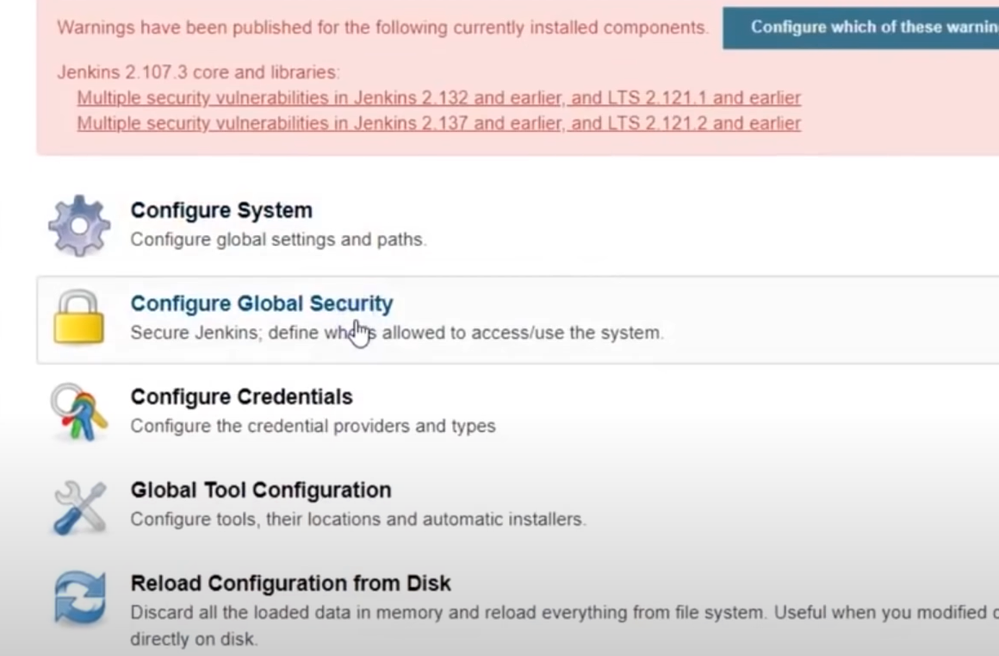 Warnings have been published for the following currently installed components.
Configure which of these warnin
Jenkins 2.107.3 core and libraries:
Multiple security vulnerabilities in Jenkins 2.132 and earlier, and LTS 2.121.1 and earlier
Multiple security vulnerabilities in Jenkins 2.137 and earlier, and LTS 2.121.2 and earlier
Configure System
Configure global settings and paths.
Configure Global Security
Secure Jenkins; define allowed to access/use the system.
Configure Credentials
Configure the credential providers and types
Global Tool Configuration
Configure tools, their locations and automatic installers.
Reload Configuration from Disk
Discard all the loaded data in memory and reload everything from file system. Useful when you modified
directly on disk.